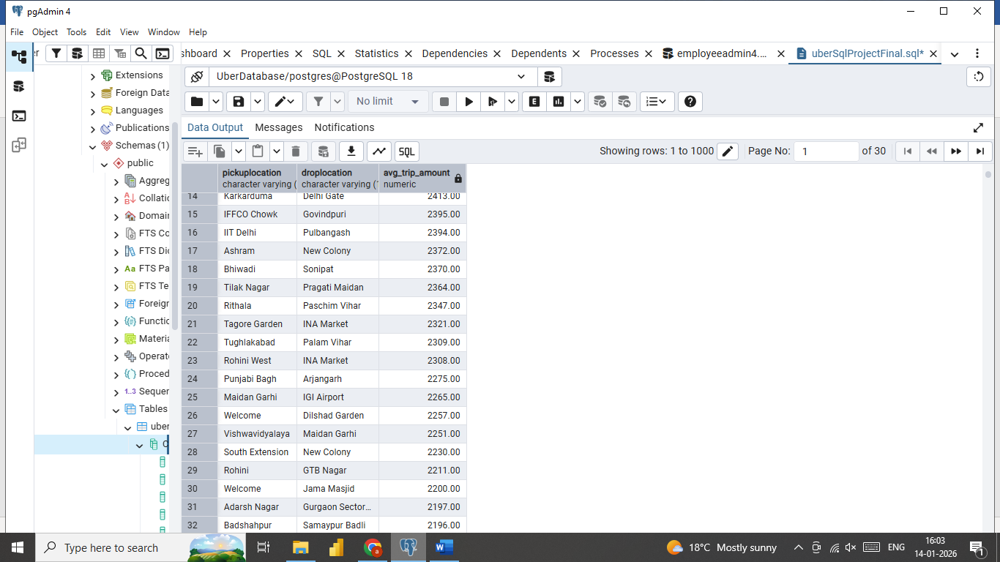 pgAdmin 4
File Object Tools Edit View Window Help
er
shboard Properties SQL Statistics Dependencies Dependents Processes employeeadmin4.... uberSqlProjectFinal.sql*
UberDatabase/postgres@PostgreSQL 18
No limit
E
Data Output Messages Notifications
SQL
Showing rows: 1 to 1000 Page No: 1 of 30
Extensions
Foreign Data
Languages
Publications
Schemas (1)
public
Aggreg
Collatio
Domain
FTS Co
FTS Dic
FTS Pa
FTS Te
Foreign
Functio
Materia
Operato
Proced
1..3 Sequen
Tables
uber
C
pickuplocation droplocation avg_trip_amount
character varying ( character varying (1 numeric
14 Karkarduma Delhi Gate 2413.00
15 IFFCO Chowk Govindpuri 2395.00
16 IIT Delhi Pulbangash 2394.00
17 Ashram New Colony 2372.00
18 Bhiwadi Sonipat 2370.00
19 Tilak Nagar Pragati Maidan 2364.00
20 Rithala Paschim Vihar 2347.00
21 Tagore Garden INA Market 2321.00
22 Tughlakabad Palam Vihar 2309.00
23 Rohini West INA Market 2308.00
24 Punjabi Bagh Arjangarh 2275.00
25 Maidan Garhi IGI Airport 2265.00
26 Welcome Dilshad Garden 2257.00
27 Vishwavidyalaya Maidan Garhi 2251.00
28 South Extension New Colony 2230.00
29 Rohini GTB Nagar 2211.00
30 Welcome Jama Masjid 2200.00
31 Adarsh Nagar Gurgaon Sector... 2197.00
32 Badshahpur Samaypur Badli 2196.00
Type here to search
18°C Mostly sunny
ENG
16:03
14-01-2026
1